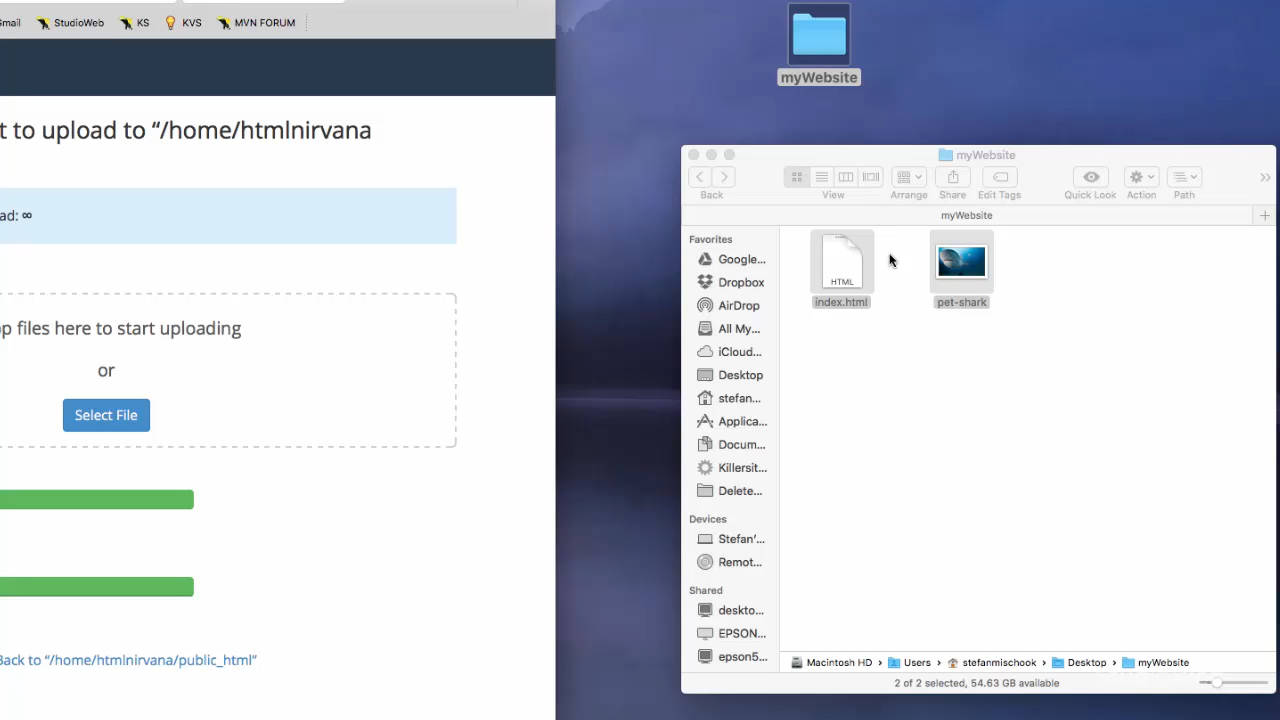 Gmail StudioWeb KS KVS MVN FORUM
t to upload to “/home/htmlnirvana
ad: ∞
op files here to start uploading
or
Select File
Back to “/home/htmlnirvana/public_html”
myWebsite
myWebsite
Back View Arrange Share Edit Tags Quick Look Action Path
myWebsite
Favorites
Google...
Dropbox
AirDrop
All My...
iCloud...
Desktop
stefan...
Applica...
Docum...
Killersit...
Delete...
Devices
Stefan’...
Remot...
Shared
deskto...
EPSON...
epson5...
HTML
index.html pet-shark
Macintosh HD › Users › stefanmischook › Desktop › myWebsite
2 of 2 selected, 54.63 GB available